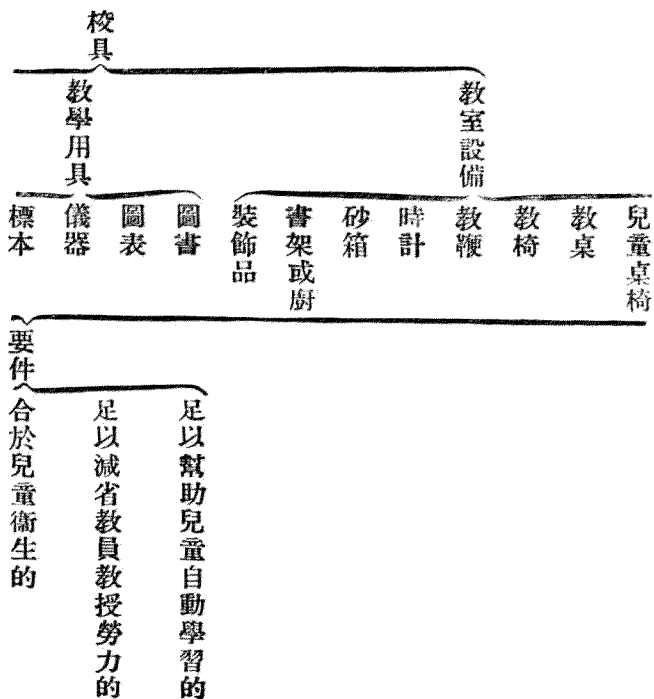 校具
教室設備
教學用具
兒童桌椅
教桌
教椅
教鞭
時計
砂箱
書架或廚
裝飾品
圖書
圖表
儀器
標本
要件
足以幫助兒童自動學習的
足以減省教員教授勞力的
合於兒童衞生的